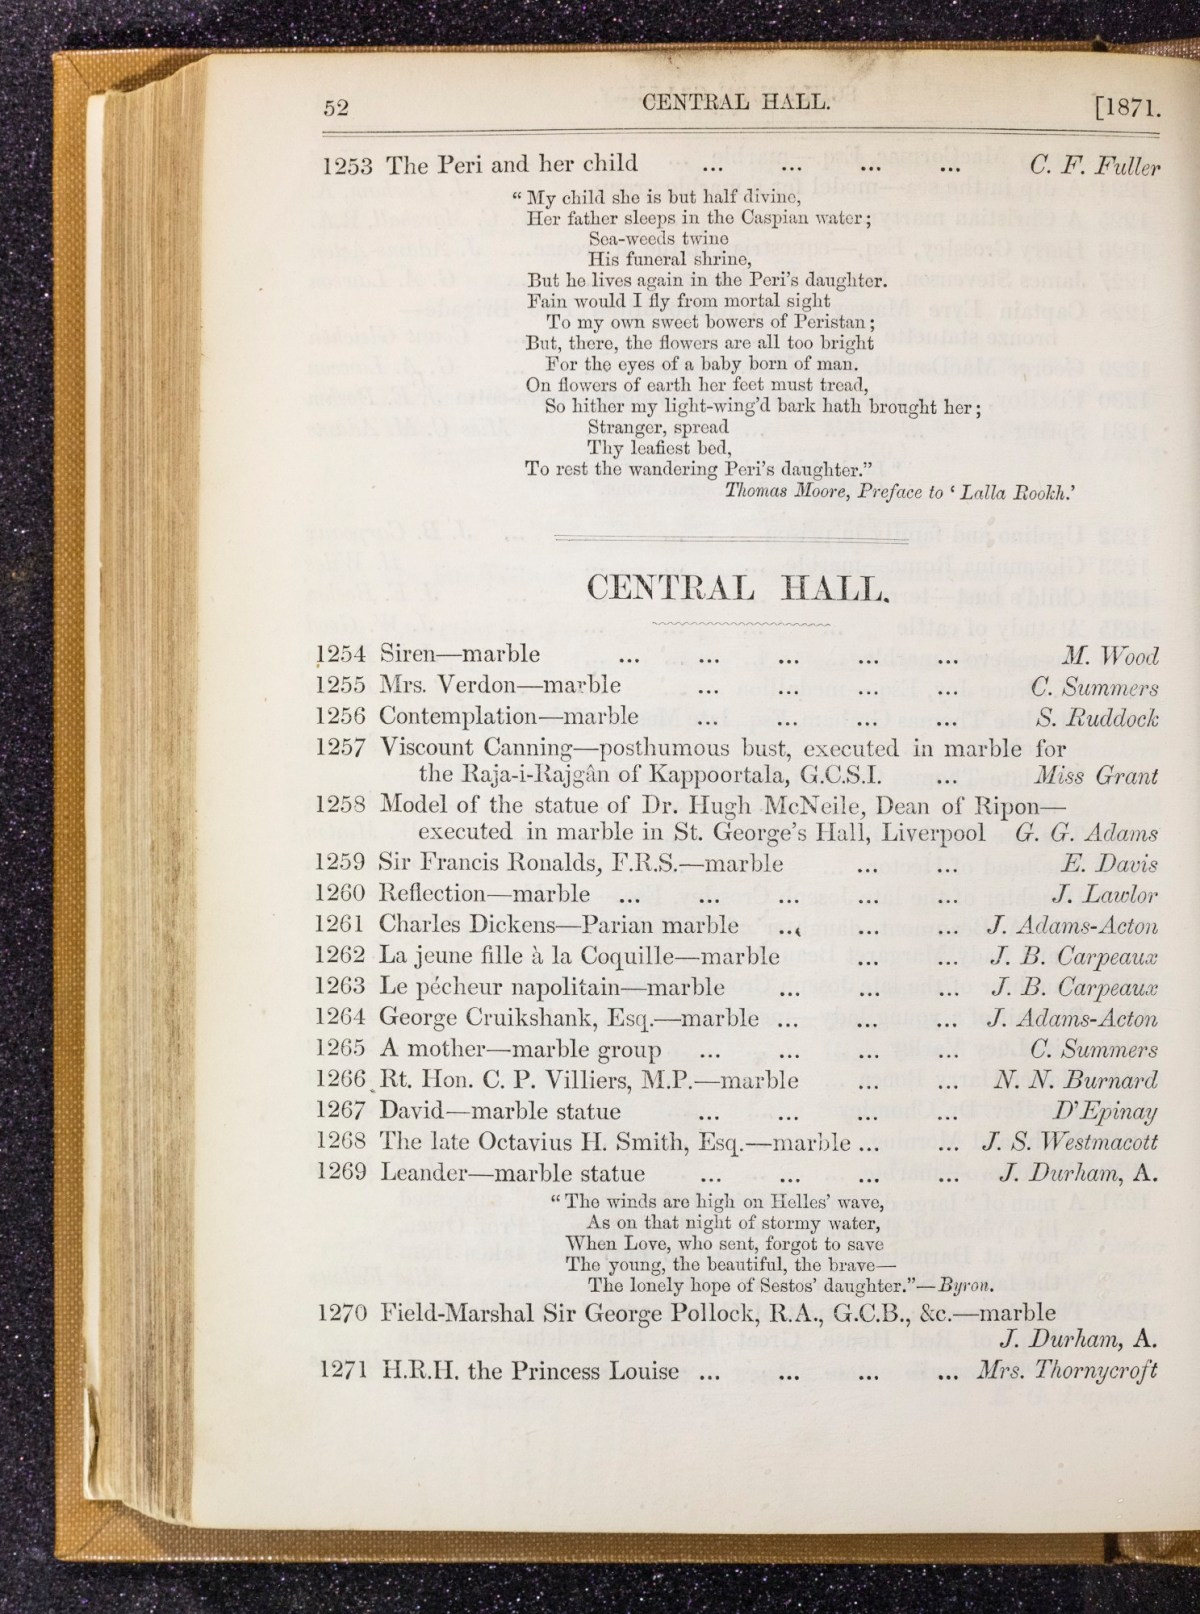 52 CENTRAL HALL. [1871.
1253 The Peri and her child ... ... ... ... C. F. Fuller
“ My child she is but half divine,
Her father sleeps in the Caspian water;
Sea-weeds twine
His funeral shrine,
But he lives again in the Peri’s daughter.
Fain would I fly from mortal sight
To my own sweet bowers of Peristan;
But, there, the flowers are all too bright
For the eyes of a baby born of man.
On flowers of earth her feet must tread,
So hither my light-wing’d bark hath brought her;
Stranger, spread
Thy leafiest bed,
To rest the wandering Peri’s daughter.”
Thomas Moore, Preface to ‘ Lalla Rookh.’
CENTRAL HALL.
1254 Siren—marble ... ... ... ... ... M. Wood
1255 Mrs. Verdon—marble ... ... ... ... C. Summers
1256 Contemplation—marble ... ... ... ... S. Ruddock
1257 Viscount Canning—posthumous bust, executed in marble for
the Raja-i-Rajgân of Kappoortala, G.C.S.I. ... Miss Grant
1258 Model of the statue of Dr. Hugh McNeile, Dean of Ripon—
executed in marble in St. George’s Hall, Liverpool G. G. Adams
1259 Sir Francis Ronalds, F.R.S.—marble ... ... E. Davis
1260 Reflection—marble ... ... ... ... ... J. Lawlor
1261 Charles Dickens—Parian marble ... ... ... J. Adams-Acton
1262 La jeune fille à la Coquille—marble ... ... J. B. Carpeaux
1263 Le pécheur napolitain—marble ... ... ... J. B. Carpeaux
1264 George Cruikshank, Esq.—marble ... ... ... J. Adams-Acton
1265 A mother—marble group ... ... ... ... C. Summers
1266 Rt. Hon. C. P. Villiers, M.P.—marble ... ... N. N. Burnard
1267 David—marble statue ... ... ... ... D’Epinay
1268 The late Octavius H. Smith, Esq.—marble ... ... J. S. Westmacott
1269 Leander—marble statue ... ... ... ... J. Durham, A.
“ The winds are high on Helles’ wave,
As on that night of stormy water,
When Love, who sent, forgot to save
The young, the beautiful, the brave—
The lonely hope of Sestos’ daughter.”—Byron.
1270 Field-Marshal Sir George Pollock, R.A., G.C.B., &c.—marble
J. Durham, A.
1271 H.R.H. the Princess Louise ... ... ... ... Mrs. Thornycroft